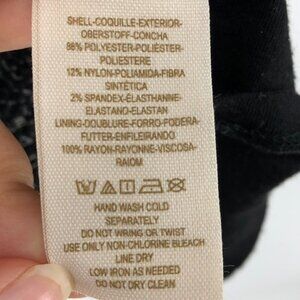 SHELL-COQUILLE-EXTERIOR-
OBERSTOFF-CONCHA
86% POLYESTER-POLIÉSTER-
POLIESTERE
12% NYLON-POLIAMIDA-FIBRA
SINTÉTICA
2% SPANDEX-ÉLASTHANNE-
ELASTANO-ELASTAN
LINING-DOUBLURE-FORRO-FODERA-
FUTTER-ENFILEIRANDO
100% RAYON-RAYONNE-VISCOSA-
RAIOM
HAND WASH COLD
SEPARATELY
DO NOT WRING OR TWIST
USE ONLY NON-CHLORINE BLEACH
LINE DRY
LOW IRON AS NEEDED
DO NOT DRY CLEAN